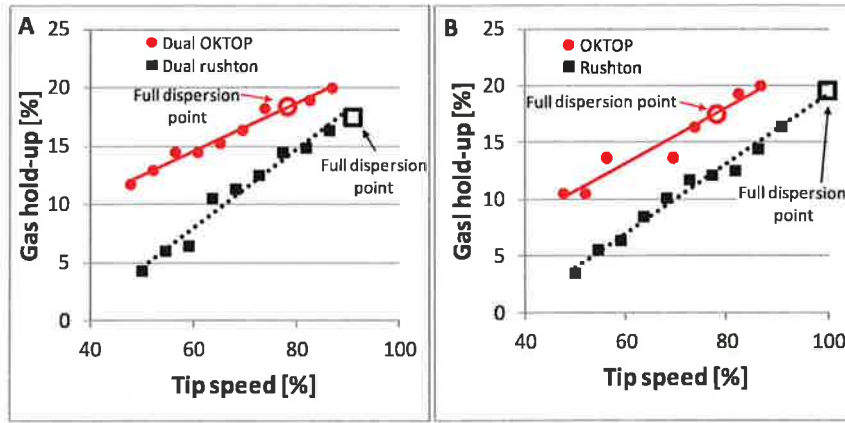 A
Dual OKTOP
Dual rushton
Full dispersion
point
Full dispersion
point
Gas hold-up [%]
25
20
15
10
5
0
40
60
80
100
Tip speed [%]
B
OKTOP
Rushton
Full dispersion point
Full dispersion
point
Gasl hold-up [%]
25
20
15
10
5
0
40
60
80
100
Tip speed [%]